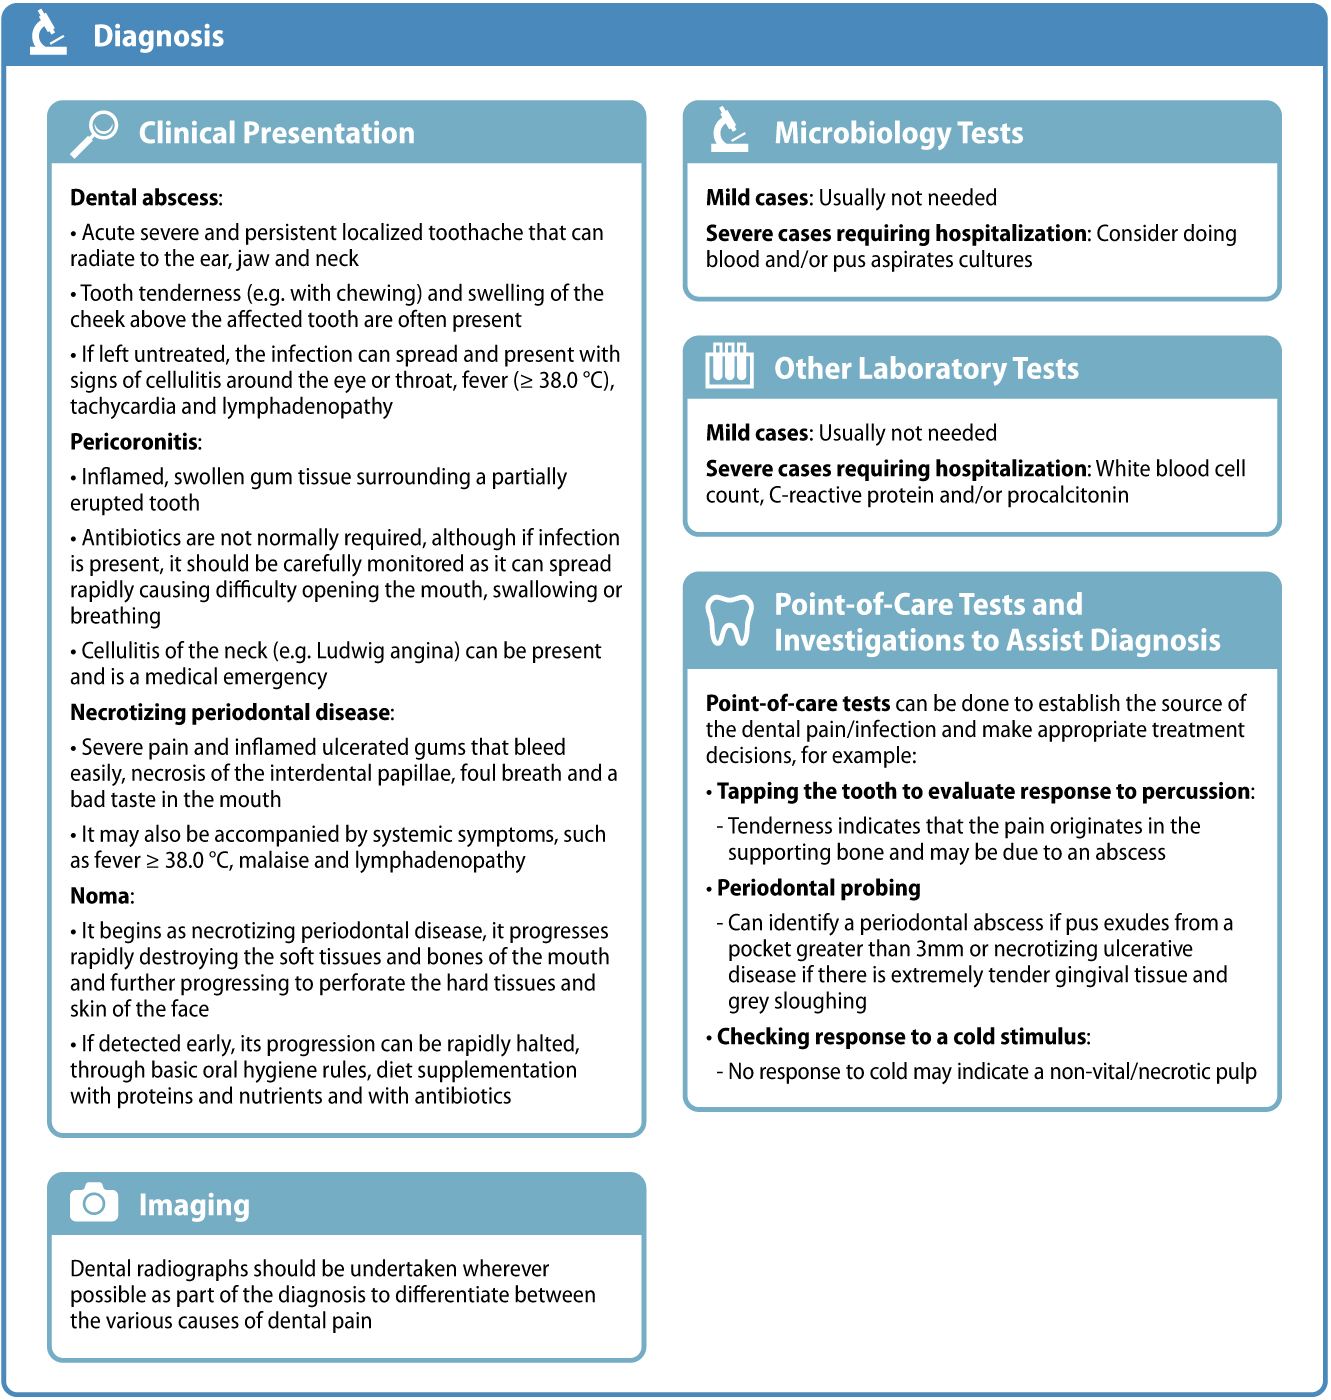 Diagnosis
Clinical Presentation
Dental abscess:
• Acute severe and persistent localized toothache that can
radiate to the ear, jaw and neck
• Tooth tenderness (e.g. with chewing) and swelling of the
cheek above the affected tooth are often present
• If left untreated, the infection can spread and present with
signs of cellulitis around the eye or throat, fever (≥ 38.0 °C),
tachycardia and lymphadenopathy
Pericoronitis:
• Inflamed, swollen gum tissue surrounding a partially
erupted tooth
• Antibiotics are not normally required, although if infection
is present, it should be carefully monitored as it can spread
rapidly causing difficulty opening the mouth, swallowing or
breathing
• Cellulitis of the neck (e.g. Ludwig angina) can be present
and is a medical emergency
Necrotizing periodontal disease:
• Severe pain and inflamed ulcerated gums that bleed
easily, necrosis of the interdental papillae, foul breath and a
bad taste in the mouth
• It may also be accompanied by systemic symptoms, such
as fever ≥ 38.0 °C, malaise and lymphadenopathy
Noma:
• It begins as necrotizing periodontal disease, it progresses
rapidly destroying the soft tissues and bones of the mouth
and further progressing to perforate the hard tissues and
skin of the face
• If detected early, its progression can be rapidly halted,
through basic oral hygiene rules, diet supplementation
with proteins and nutrients and with antibiotics
Imaging
Dental radiographs should be undertaken wherever
possible as part of the diagnosis to differentiate between
the various causes of dental pain
Microbiology Tests
Mild cases: Usually not needed
Severe cases requiring hospitalization: Consider doing
blood and/or pus aspirates cultures
Other Laboratory Tests
Mild cases: Usually not needed
Severe cases requiring hospitalization: White blood cell
count, C-reactive protein and/or procalcitonin
Point-of-Care Tests and
Investigations to Assist Diagnosis
Point-of-care tests can be done to establish the source of
the dental pain/infection and make appropriate treatment
decisions, for example:
• Tapping the tooth to evaluate response to percussion:
- Tenderness indicates that the pain originates in the
supporting bone and may be due to an abscess
• Periodontal probing
- Can identify a periodontal abscess if pus exudes from a
pocket greater than 3mm or necrotizing ulcerative
disease if there is extremely tender gingival tissue and
grey sloughing
• Checking response to a cold stimulus:
- No response to cold may indicate a non-vital/necrotic pulp